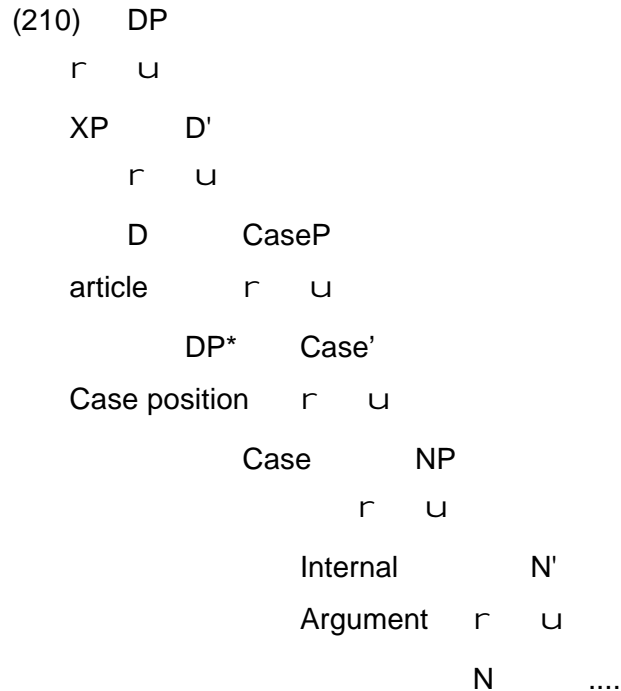 (210) DP
r u
XP D'
r u
D CaseP
article r u
DP* Case’
Case position r u
Case NP
r u
Internal N'
Argument r u
N ....